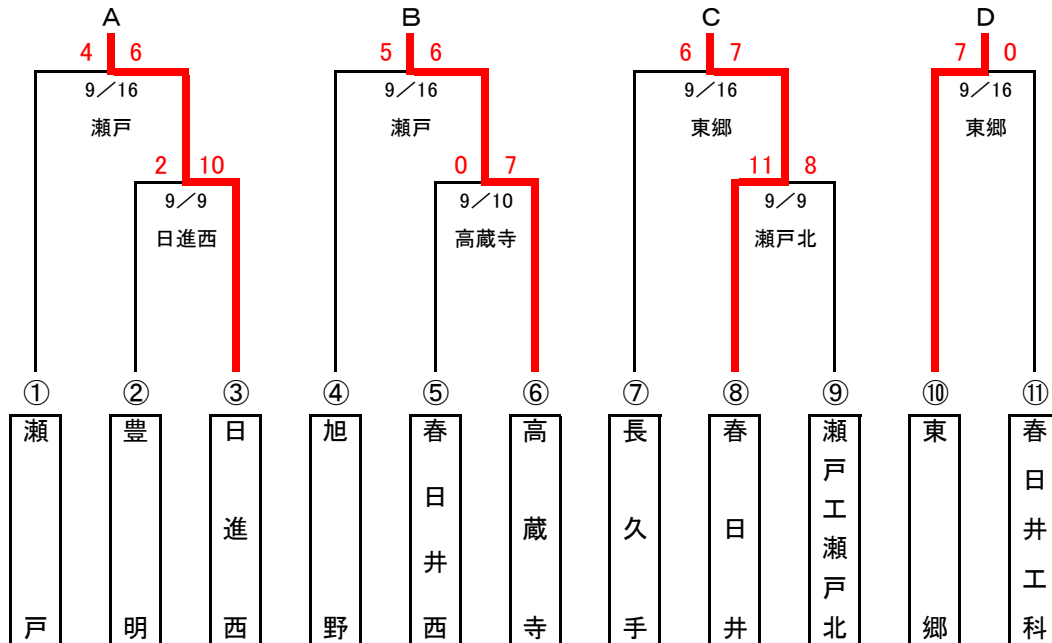 A B C D
4 6 5 6 6 7 7 0
9／16 9／16 9／16 9／16
瀬戸 瀬戸 東郷 東郷
2 10 0 7 11 8
9／9 9／10 9／9
日進西 高蔵寺 瀬戸北
① ② ③ ④ ⑤ ⑥ ⑦ ⑧ ⑨ ⑩ ⑪
瀬戸
豊明
日進西
旭野
春日井西
高蔵寺
長久手
春日井
瀬戸工瀬戸北
東郷
春日井工科